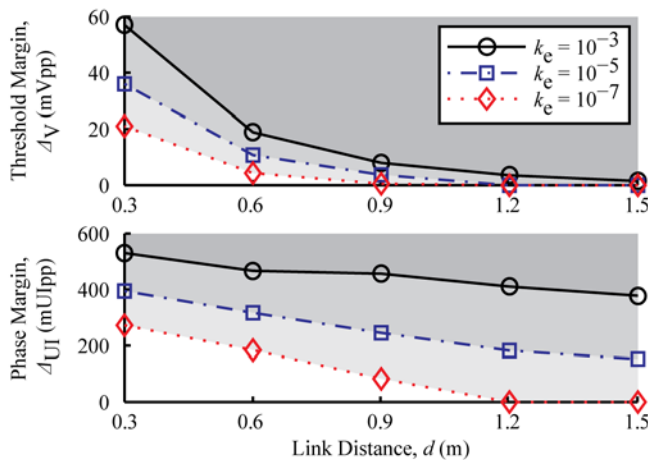 60
40
20
0
Threshold Margin,
ΔV (mVpp)
kₑ = 10⁻³
kₑ = 10⁻⁵
kₑ = 10⁻⁷
0.3 0.6 0.9 1.2 1.5
600
400
200
0
Phase Margin,
ΔUI (mUIpp)
0.3 0.6 0.9 1.2 1.5
Link Distance, d (m)